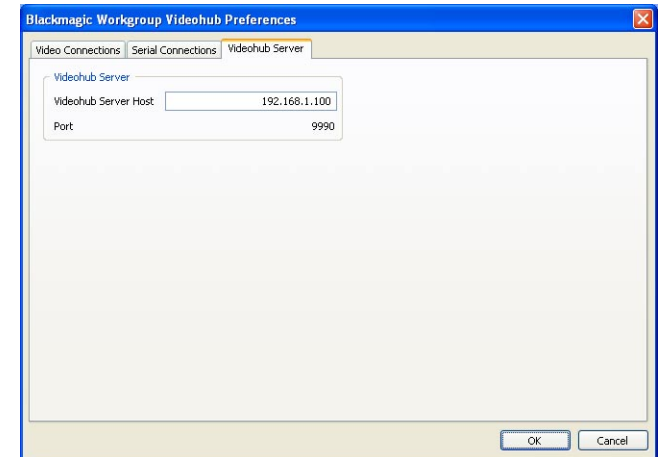 Blackmagic Workgroup Videohub Preferences
Video Connections Serial Connections Videohub Server
Videohub Server
Videohub Server Host 192.168.1.100
Port 9990
OK Cancel